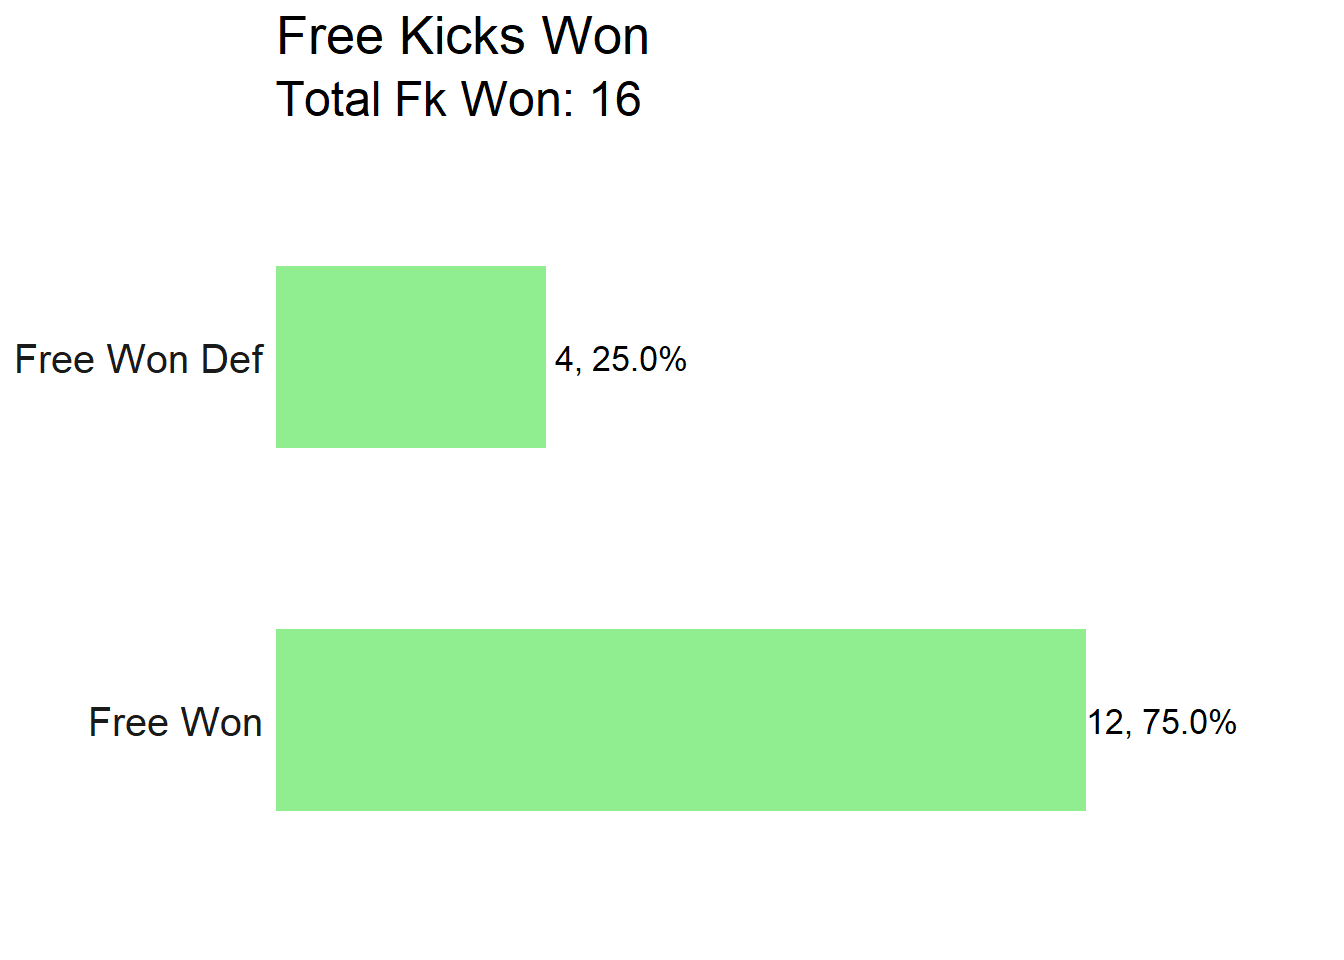 Free Kicks Won
Total Fk Won: 16
Free Won Def
4, 25.0%
Free Won
12, 75.0%